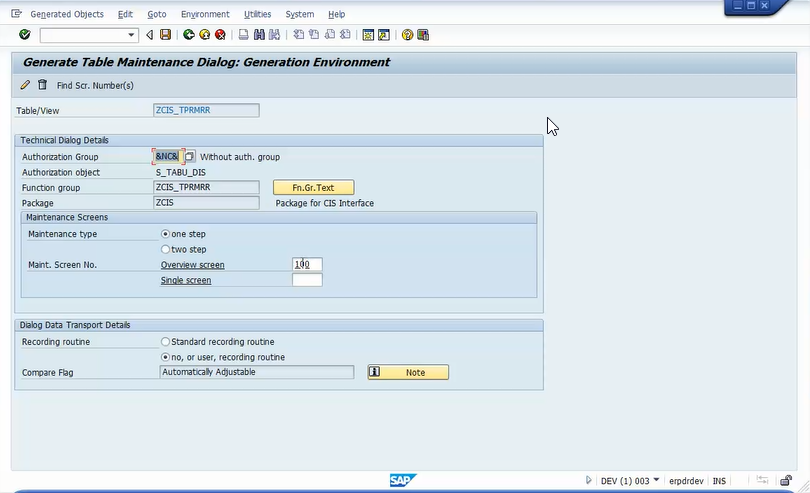 Generated Objects Edit Goto Environment Utilities System Help
Generate Table Maintenance Dialog: Generation Environment
Find Scr. Number(s)
Table/View ZCIS_TPRMRR
Technical Dialog Details
Authorization Group &NC& Without auth. group
Authorization object S_TABU_DIS
Function group ZCIS_TPRMRR Fn.Gr.Text
Package ZCIS Package for CIS Interface
Maintenance Screens
Maintenance type one step
two step
Maint. Screen No. Overview screen 100
Single screen
Dialog Data Transport Details
Recording routine Standard recording routine
no, or user, recording routine
Compare Flag Automatically Adjustable Note
SAP DEV (1) 003 erpdrdev INS